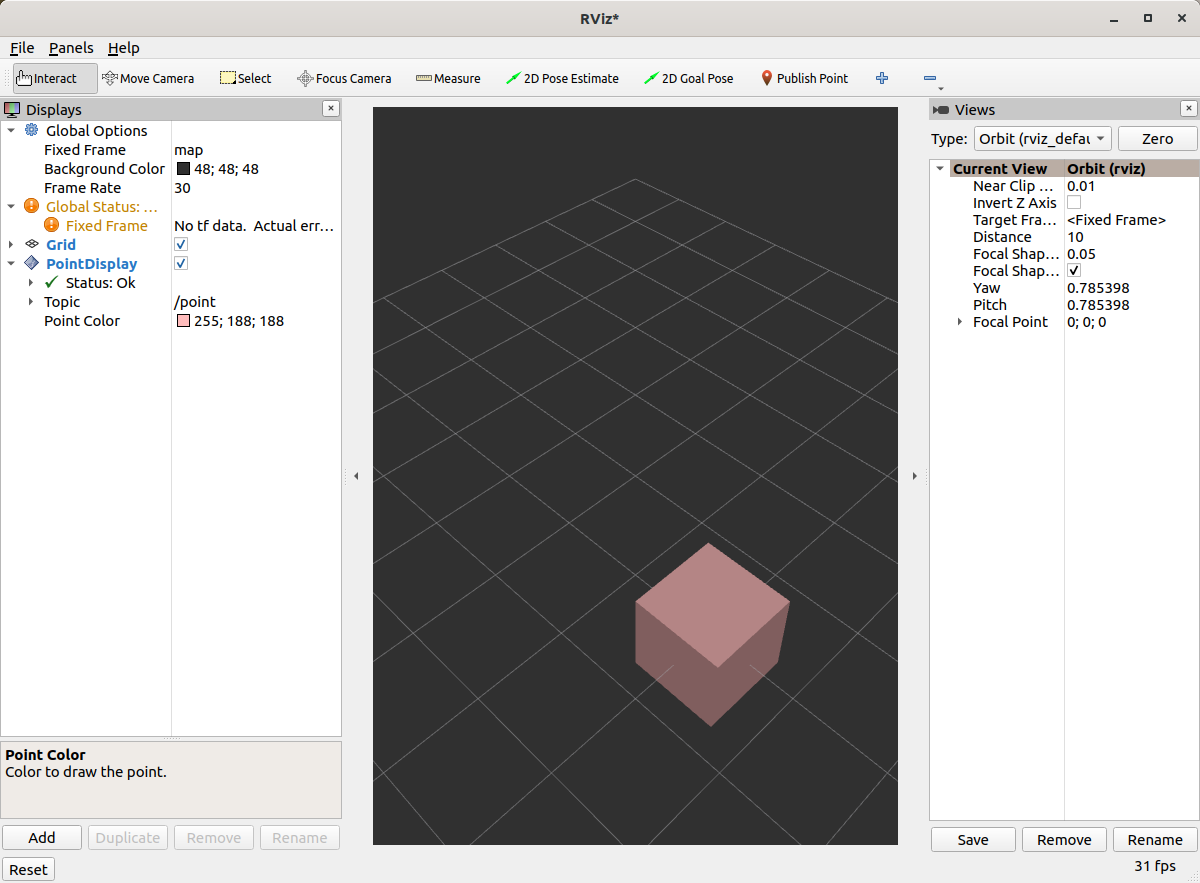 RViz*
File Panels Help
Interact Move Camera Select Focus Camera Measure 2D Pose Estimate 2D Goal Pose Publish Point
Displays
Global Options
Fixed Frame map
Background Color 48; 48; 48
Frame Rate 30
Global Status: ...
Fixed Frame No tf data. Actual err...
Grid
PointDisplay
Status: Ok
Topic /point
Point Color 255; 188; 188
Point Color
Color to draw the point.
Add Duplicate Remove Rename
Reset
Views
Type: Orbit (rviz_defau Zero
Current View Orbit (rviz)
Near Clip ... 0.01
Invert Z Axis
Target Fra... <Fixed Frame>
Distance 10
Focal Shap... 0.05
Focal Shap...
Yaw 0.785398
Pitch 0.785398
Focal Point 0; 0; 0
Save Remove Rename
31 fps